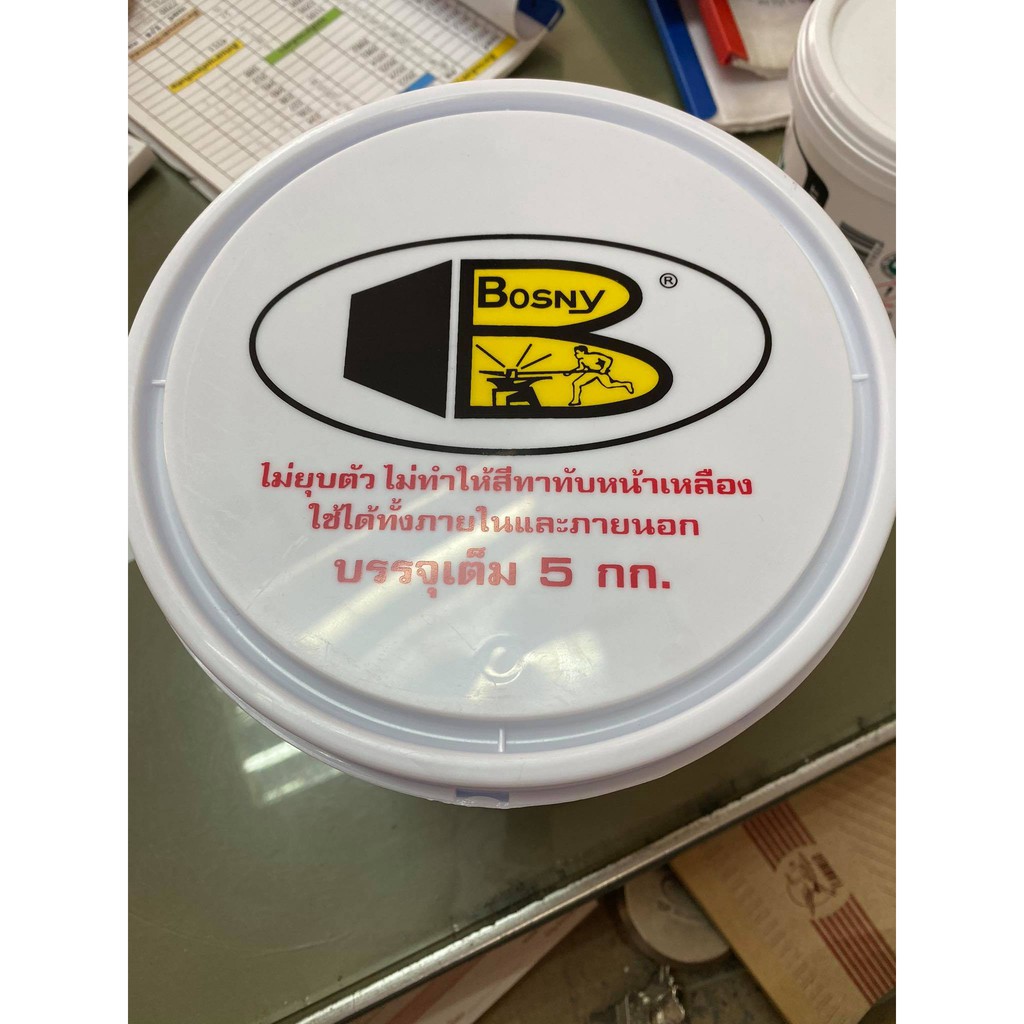 BOSNY
®
ไม่ยุบตัว ไม่ทำให้สีทาทับหน้าเหลือง
ใช้ได้ทั้งภายในและภายนอก
บรรจุเต็ม 5 กก.